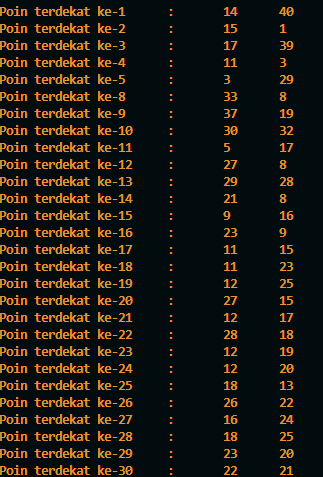 Poin terdekat ke-1 : 14 40
Poin terdekat ke-2 : 15 1
Poin terdekat ke-3 : 17 39
Poin terdekat ke-4 : 11 3
Poin terdekat ke-5 : 3 29
Poin terdekat ke-8 : 33 8
Poin terdekat ke-9 : 37 19
Poin terdekat ke-10 : 30 32
Poin terdekat ke-11 : 5 17
Poin terdekat ke-12 : 27 8
Poin terdekat ke-13 : 29 28
Poin terdekat ke-14 : 21 8
Poin terdekat ke-15 : 9 16
Poin terdekat ke-16 : 23 9
Poin terdekat ke-17 : 11 15
Poin terdekat ke-18 : 11 23
Poin terdekat ke-19 : 12 25
Poin terdekat ke-20 : 27 15
Poin terdekat ke-21 : 12 17
Poin terdekat ke-22 : 28 18
Poin terdekat ke-23 : 12 19
Poin terdekat ke-24 : 12 20
Poin terdekat ke-25 : 18 13
Poin terdekat ke-26 : 26 22
Poin terdekat ke-27 : 16 24
Poin terdekat ke-28 : 18 25
Poin terdekat ke-29 : 23 20
Poin terdekat ke-30 : 22 21